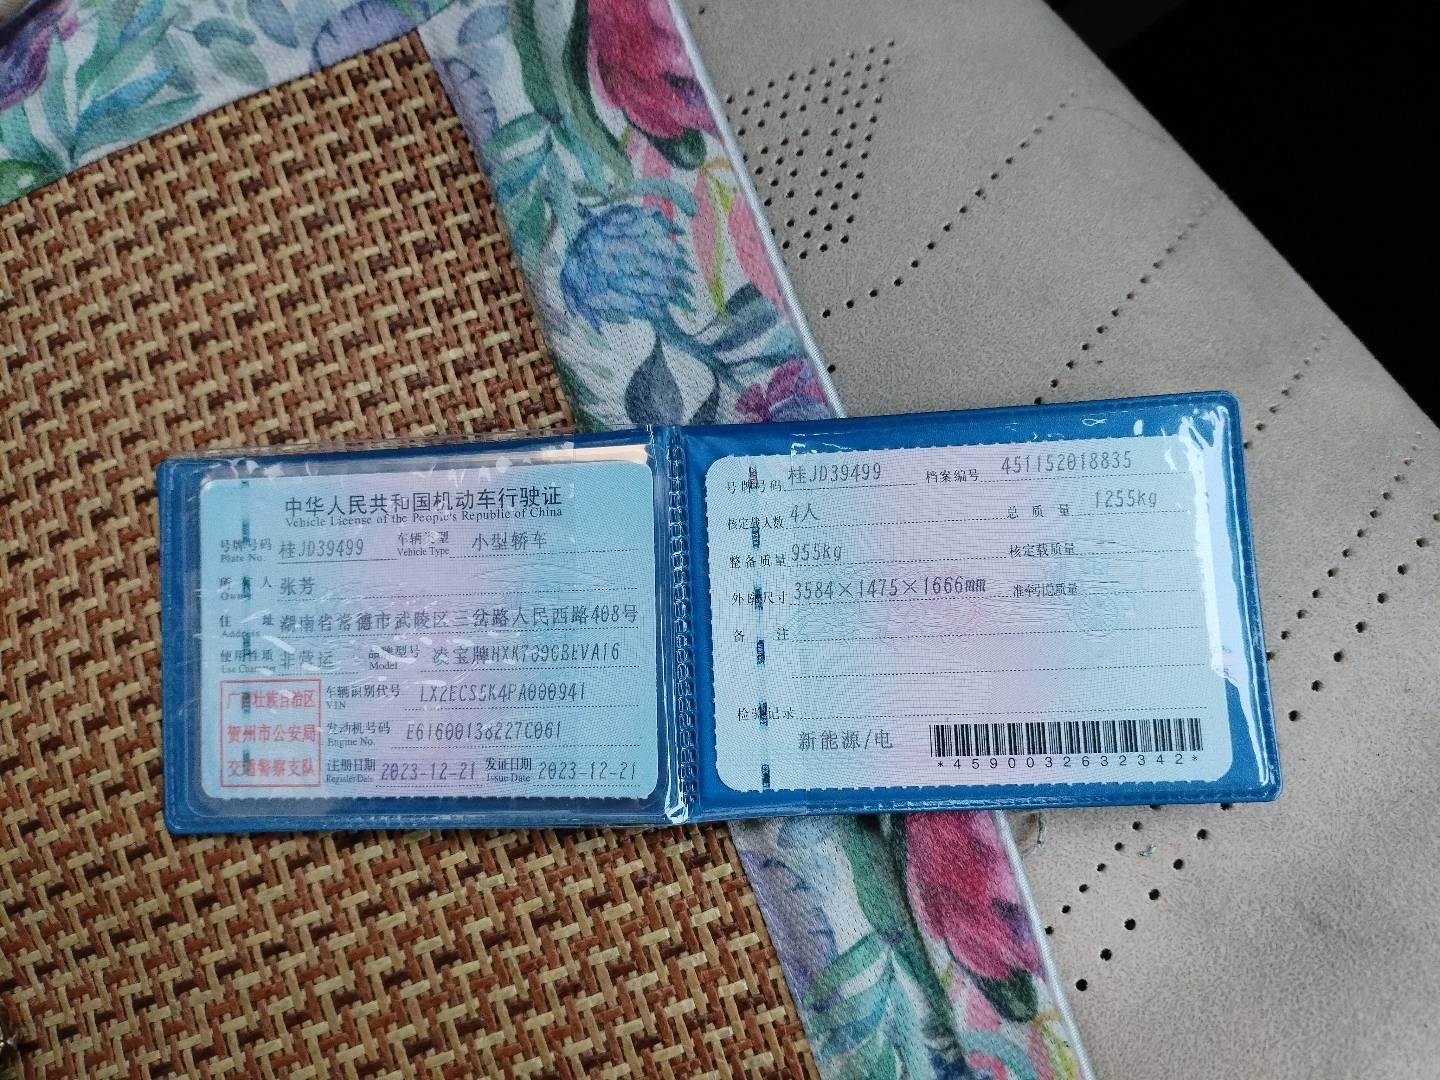 中华人民共和国机动车行驶证
Vehicle License of the People's Republic of China
号牌号码 桂JD39499 车辆类型 小型轿车
Plate No. Vehicle Type
所有人 张芳
Owner
住址 湖南省常德市武陵区三岔路人民西路408号
Address
使用性质 非营运 品牌型号 凌宝牌
Use Character Model
广西壮族自治区
贺州市公安局
交通警察支队
车辆识别代号 LX2ECS5K4PA000941
VIN
发动机号码 E61600138227C061
Engine No.
注册日期 2023-12-21 发证日期 2023-12-21
Register Date Issue Date
号牌号码 桂JD39499 档案编号 451152018835
核定载人数 4人 总质量 1255kg
整备质量 955kg 核定载质量
外廓尺寸 3584×1475×1666mm 准牵引总质量
备注
检验记录
新能源/电
*4590032632342*